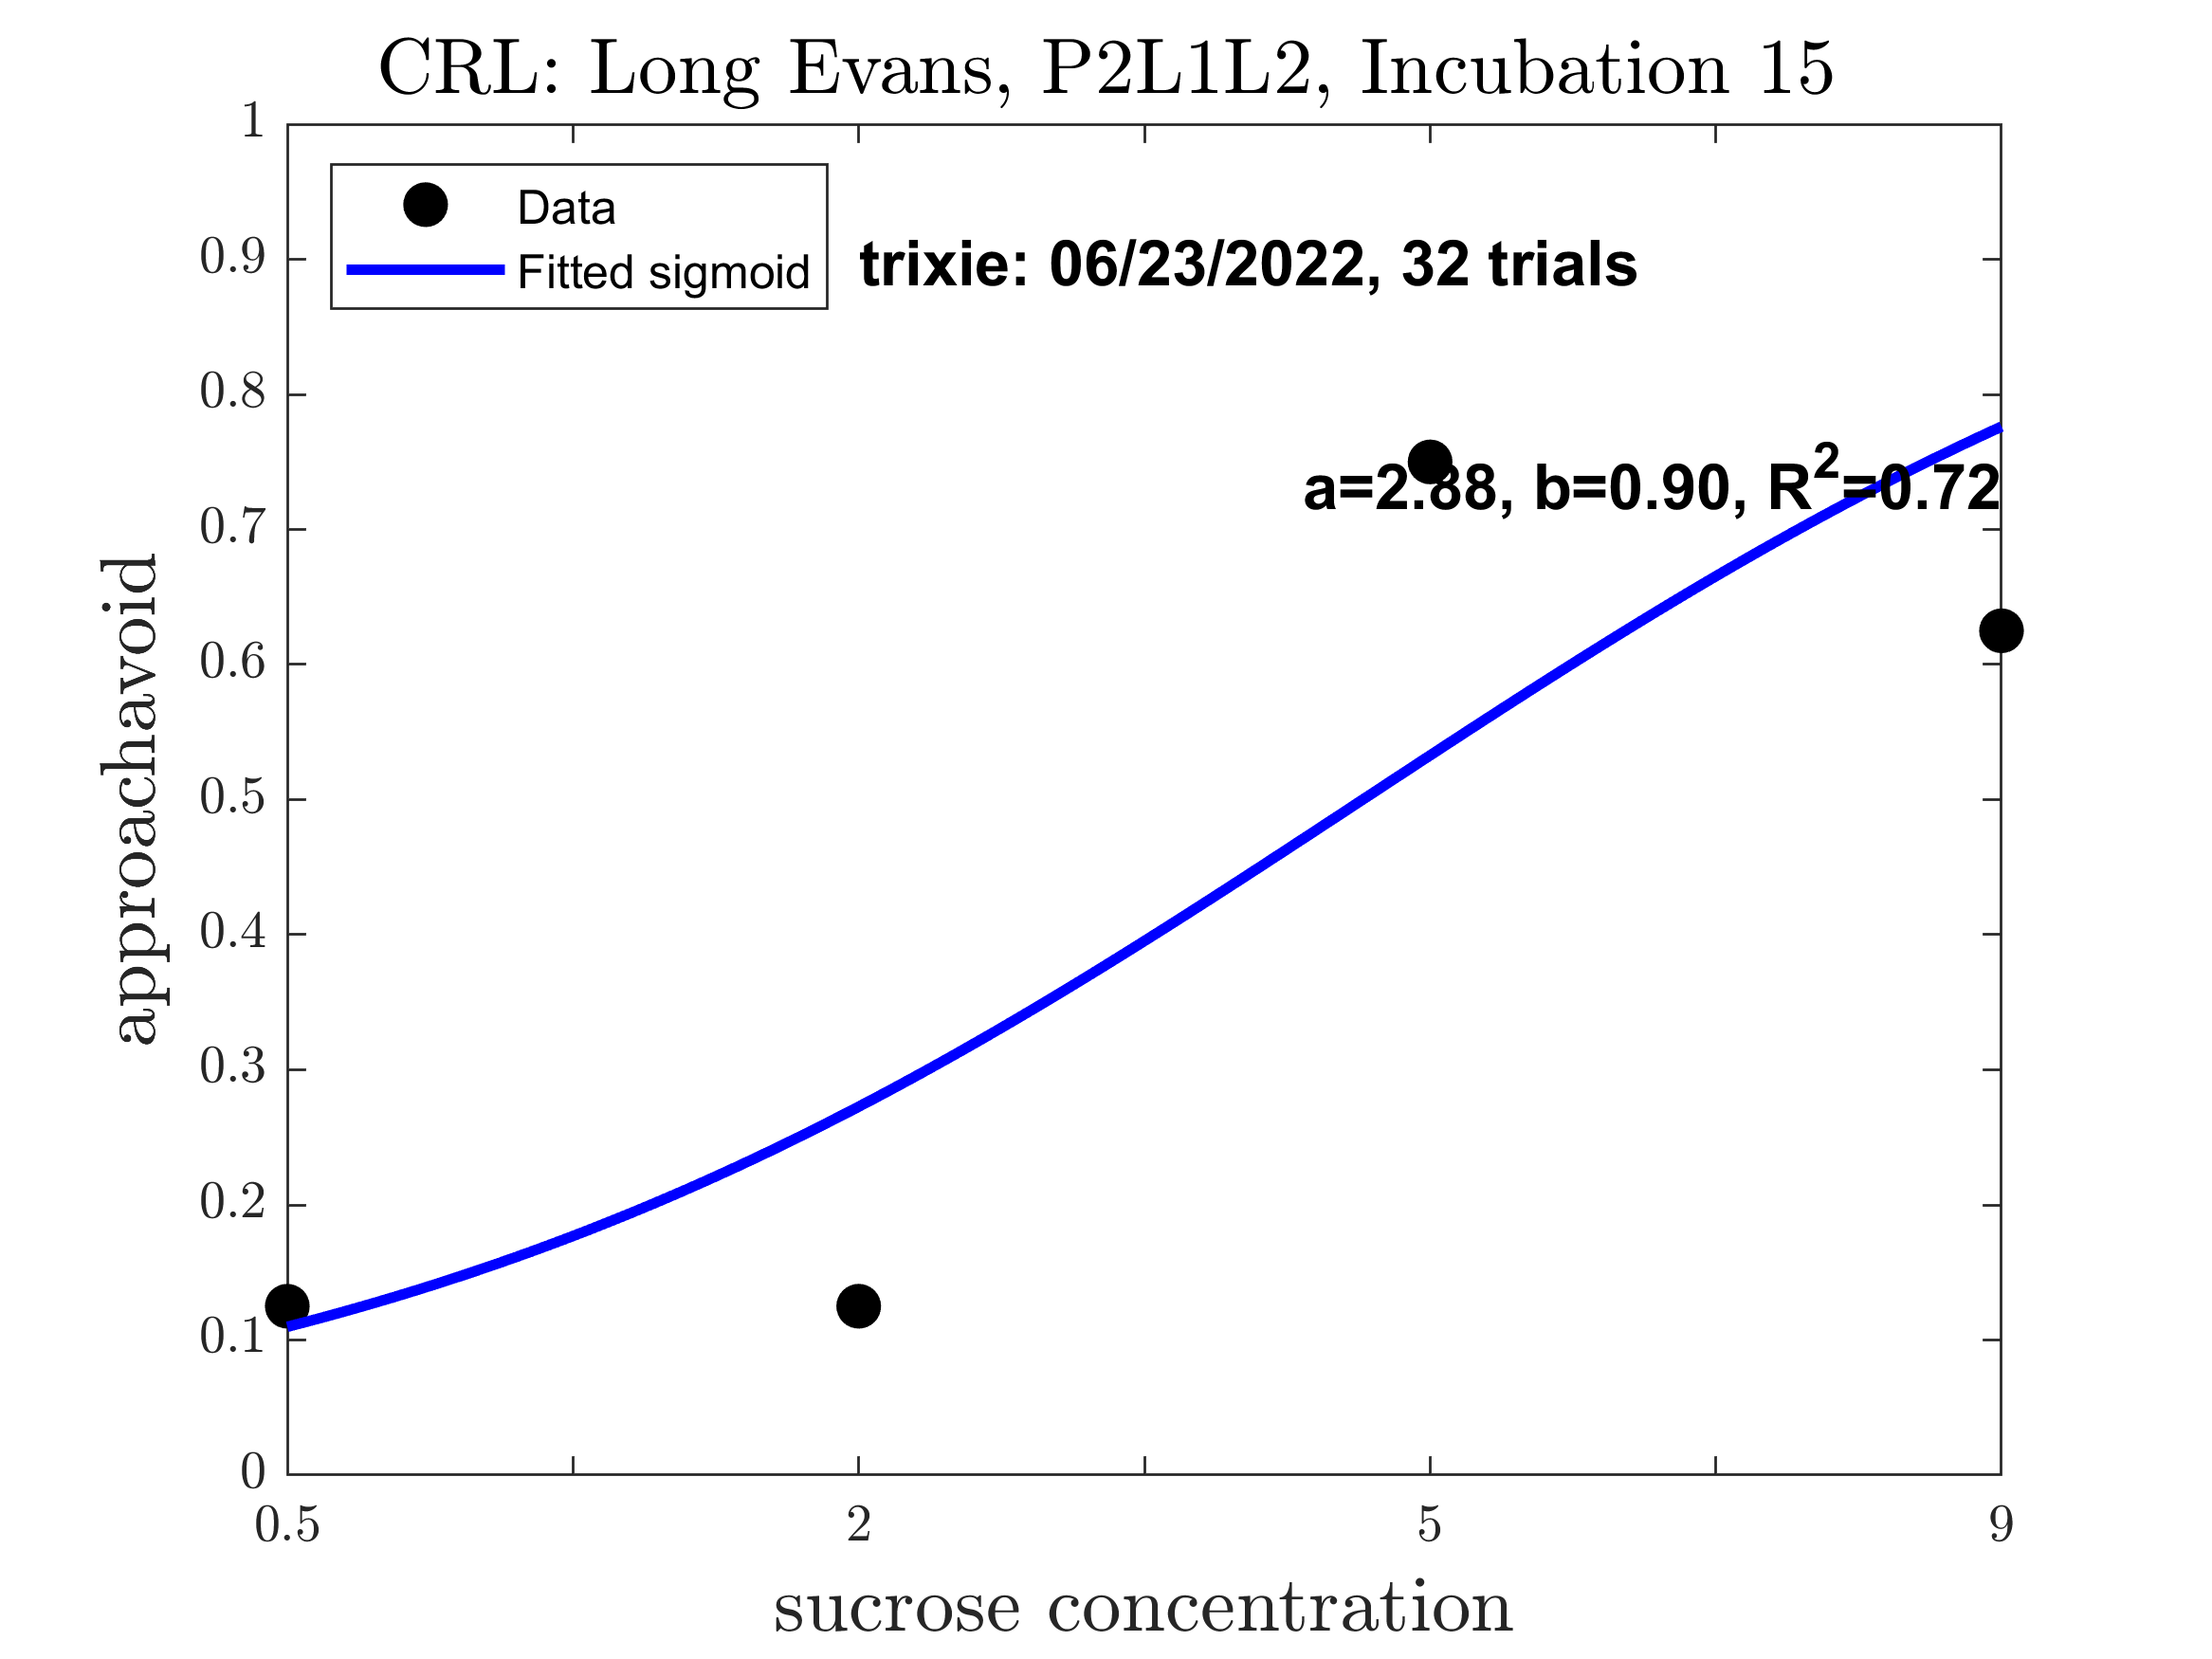 CRL: Long Evans, P2L1L2, Incubation 15
Data
Fitted sigmoid
trixie: 06/23/2022, 32 trials
a=2.88, b=0.90, R²=0.72
approachavoid
1
0.9
0.8
0.7
0.6
0.5
0.4
0.3
0.2
0.1
0
0.5 2 5 9
sucrose concentration